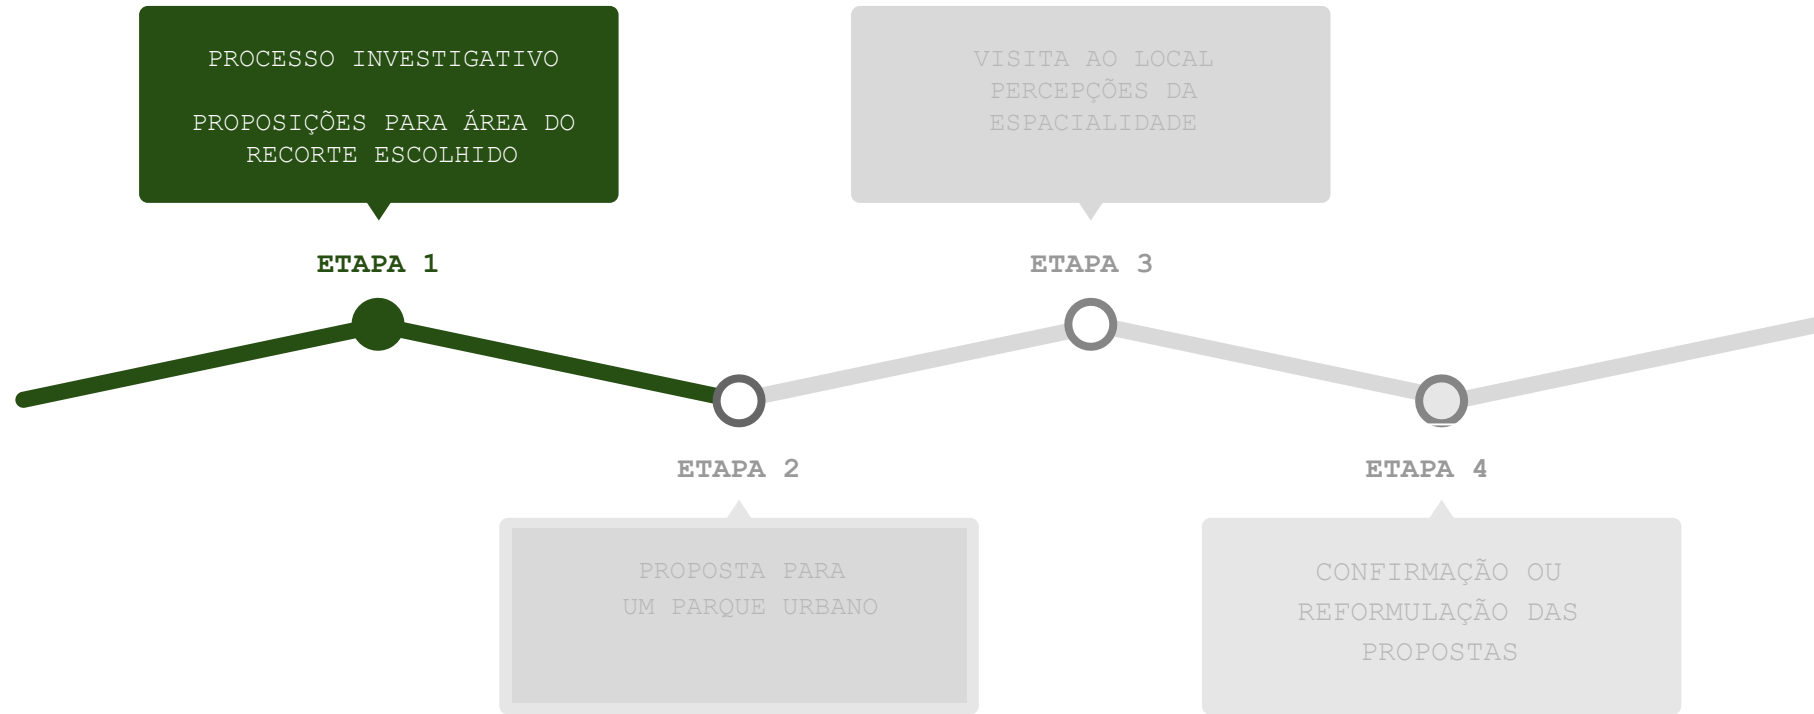 PROCESSO INVESTIGATIVO
PROPOSIÇÕES PARA ÁREA DO
RECORTE ESCOLHIDO
ETAPA 1
PROPOSTA PARA
UM PARQUE URBANO
ETAPA 2
VISITA AO LOCAL
PERCEPÇÕES DA
ESPACIALIDADE
ETAPA 3
ETAPA 4
CONFIRMAÇÃO OU
REFORMULAÇÃO DAS
PROPOSTAS